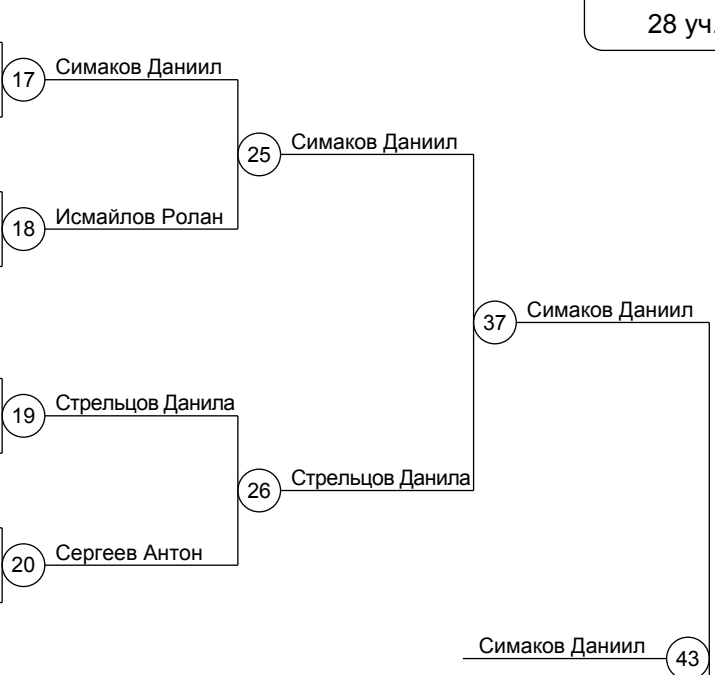 28 уч.
17 Симаков Даниил
25 Симаков Даниил
18 Исмайлов Ролан
37 Симаков Даниил
19 Стрельцов Данила
26 Стрельцов Данила
20 Сергеев Антон
Симаков Даниил 43